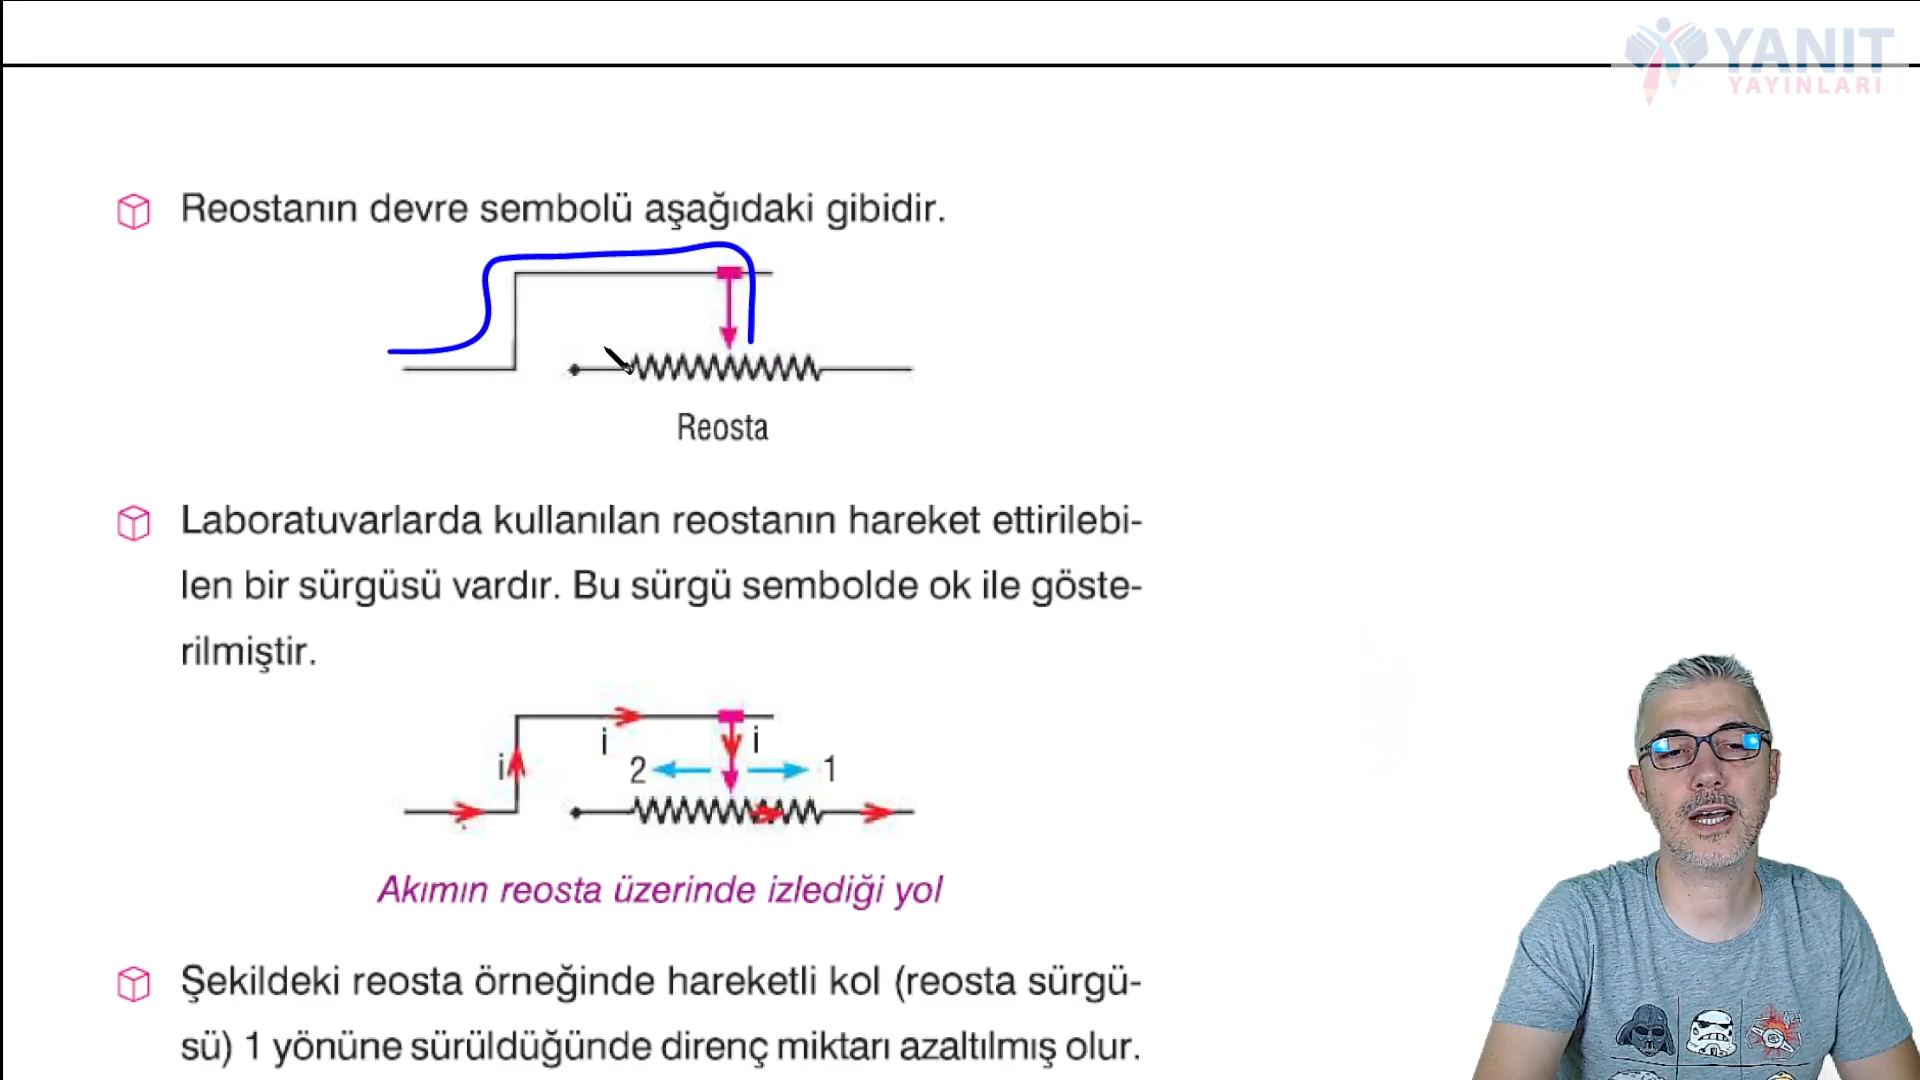 YANIT
YAYINLARI
Reostanın devre sembolü aşağıdaki gibidir.
Reosta
Laboratuvarlarda kullanılan reostanın hareket ettirilebi-
len bir sürgüsü vardır. Bu sürgü sembolde ok ile göste-
rilmiştir.
i i i
2 1
Akımın reosta üzerinde izlediği yol
Şekildeki reosta örneğinde hareketli kol (reosta sürgü-
sü) 1 yönüne sürüldüğünde direnç miktarı azaltılmış olur.